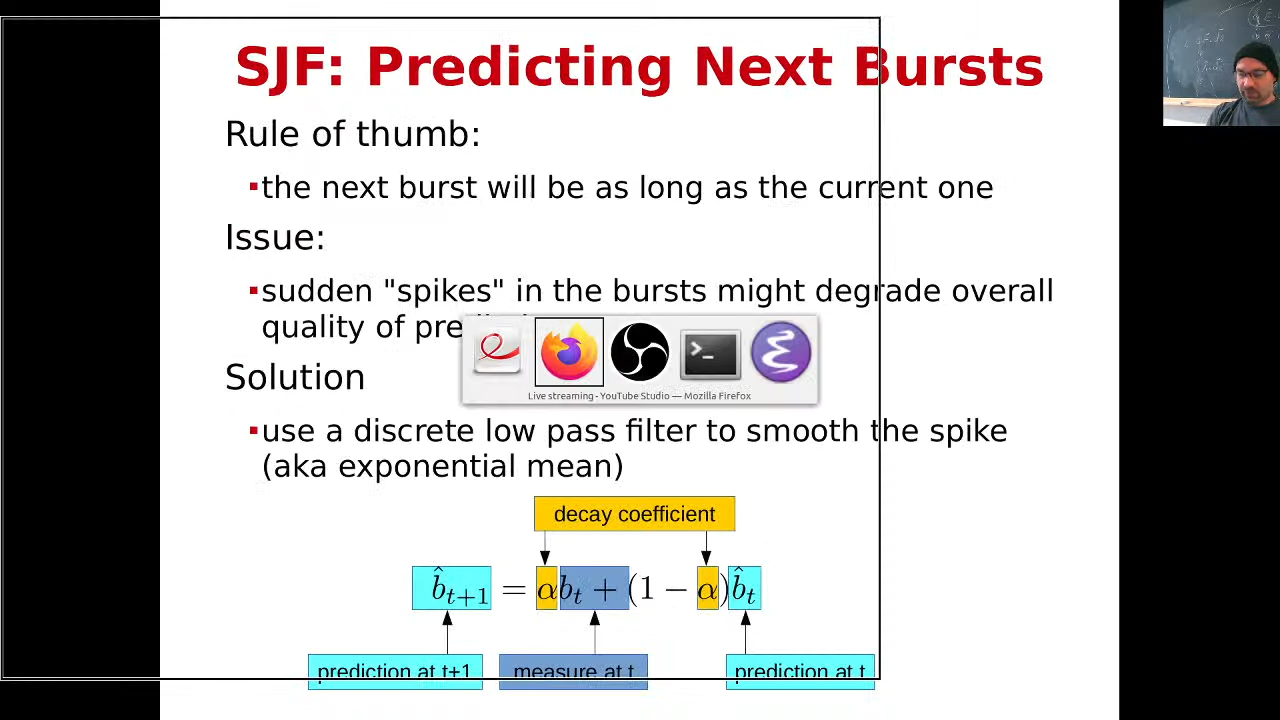 SJF: Predicting Next Bursts
Rule of thumb:
▪the next burst will be as long as the current one
Issue:
▪sudden "spikes" in the bursts might degrade overall
quality of
Live streaming - YouTube Studio — Mozilla Firefox
Solution
▪use a discrete low pass filter to smooth the spike
(aka exponential mean)
decay coefficient
b̂ₜ₊₁ = αbₜ + (1 − α)b̂ₜ
prediction at t+1 measure at t prediction at t